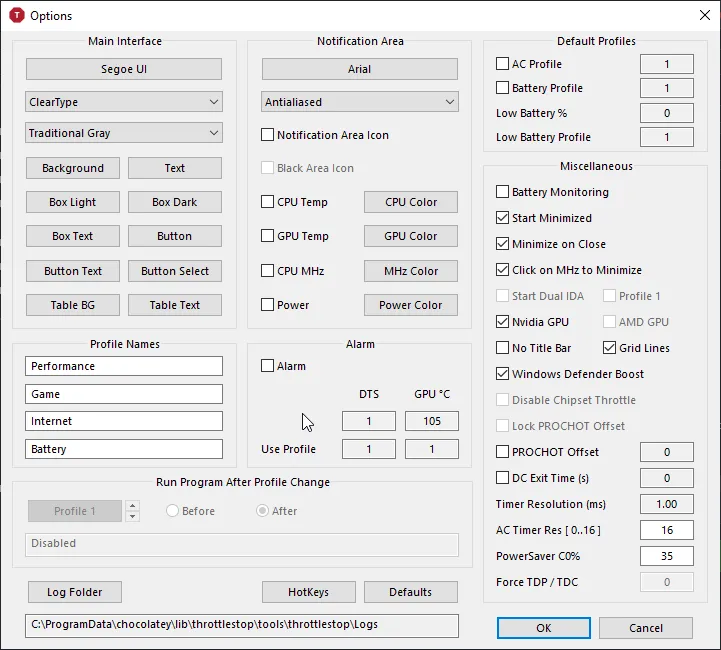 T Options
Main Interface
Segoe UI
ClearType
Traditional Gray
Background Text
Box Light Box Dark
Box Text Button
Button Text Button Select
Table BG Table Text
Notification Area
Arial
Antialiased
Notification Area Icon
Black Area Icon
CPU Temp CPU Color
GPU Temp GPU Color
CPU MHz MHz Color
Power Power Color
Default Profiles
AC Profile 1
Battery Profile 1
Low Battery % 0
Low Battery Profile 1
Profile Names
Performance
Game
Internet
Battery
Alarm
Alarm
DTS GPU °C
1 105
Use Profile 1 1
Miscellaneous
Battery Monitoring
Start Minimized
Minimize on Close
Click on MHz to Minimize
Start Dual IDA Profile 1
Nvidia GPU AMD GPU
No Title Bar Grid Lines
Windows Defender Boost
Disable Chipset Throttle
Lock PROCHOT Offset
PROCHOT Offset 0
DC Exit Time (s) 0
Timer Resolution (ms) 1.00
AC Timer Res [ 0..16 ] 16
PowerSaver C0% 35
Force TDP / TDC 0
Run Program After Profile Change
Profile 1 Before After
Disabled
Log Folder HotKeys Defaults
C:\ProgramData\chocolatey\lib\throttlestop\tools\throttlestop\Logs
OK Cancel